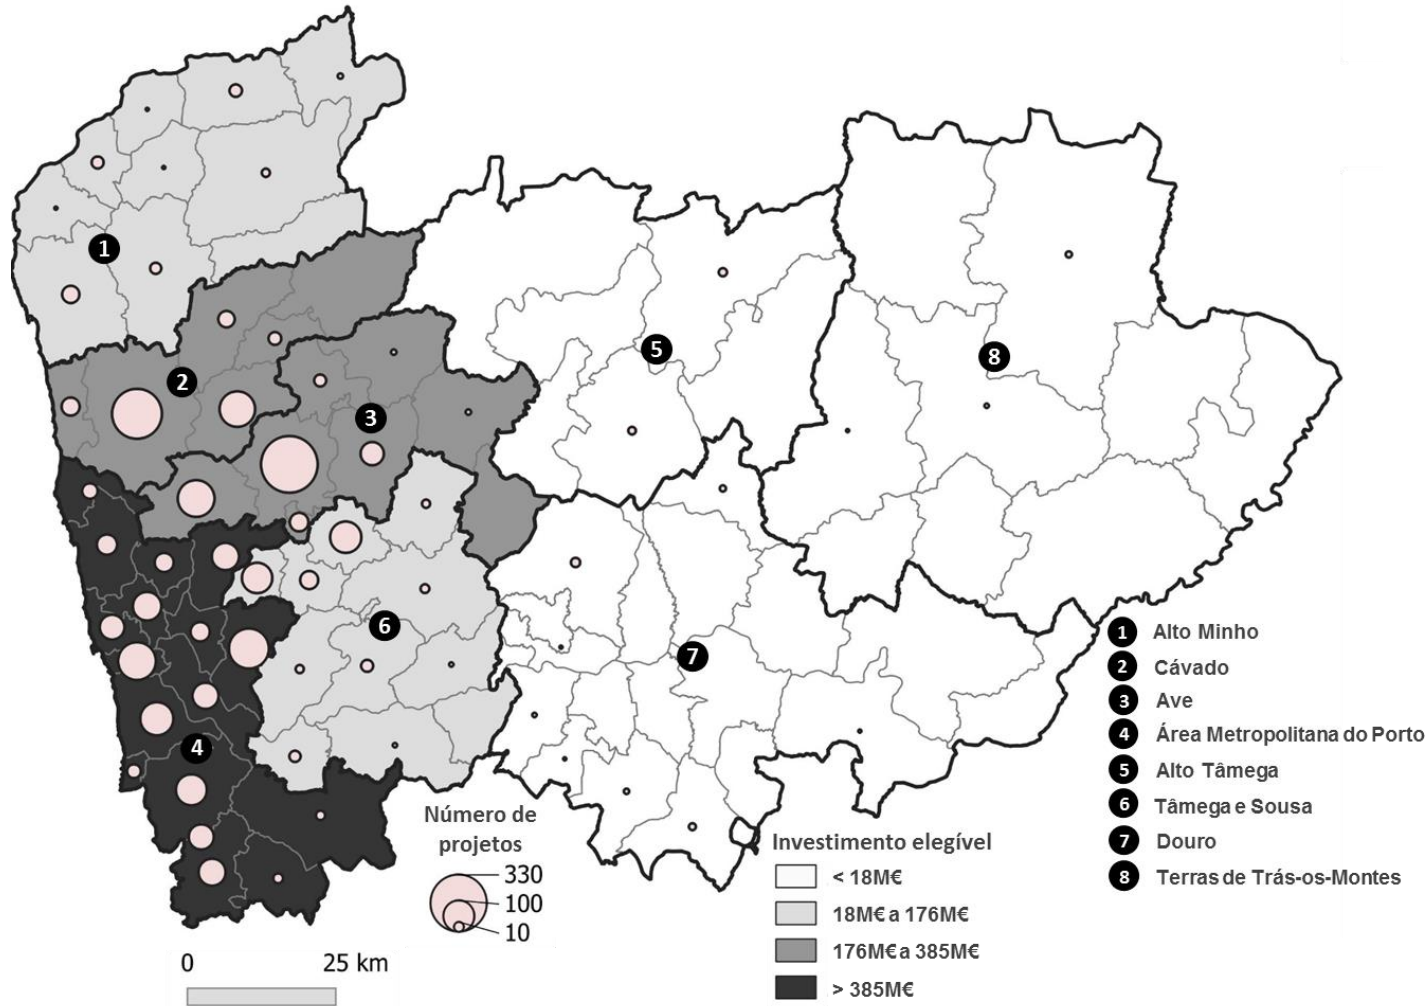 1
2
3
4
5
6
7
8
Número de
projetos
330
100
10
0 25 km
Investimento elegível
< 18M€
18M€ a 176M€
176M€ a 385M€
> 385M€
1 Alto Minho
2 Cávado
3 Ave
4 Área Metropolitana do Porto
5 Alto Tâmega
6 Tâmega e Sousa
7 Douro
8 Terras de Trás-os-Montes